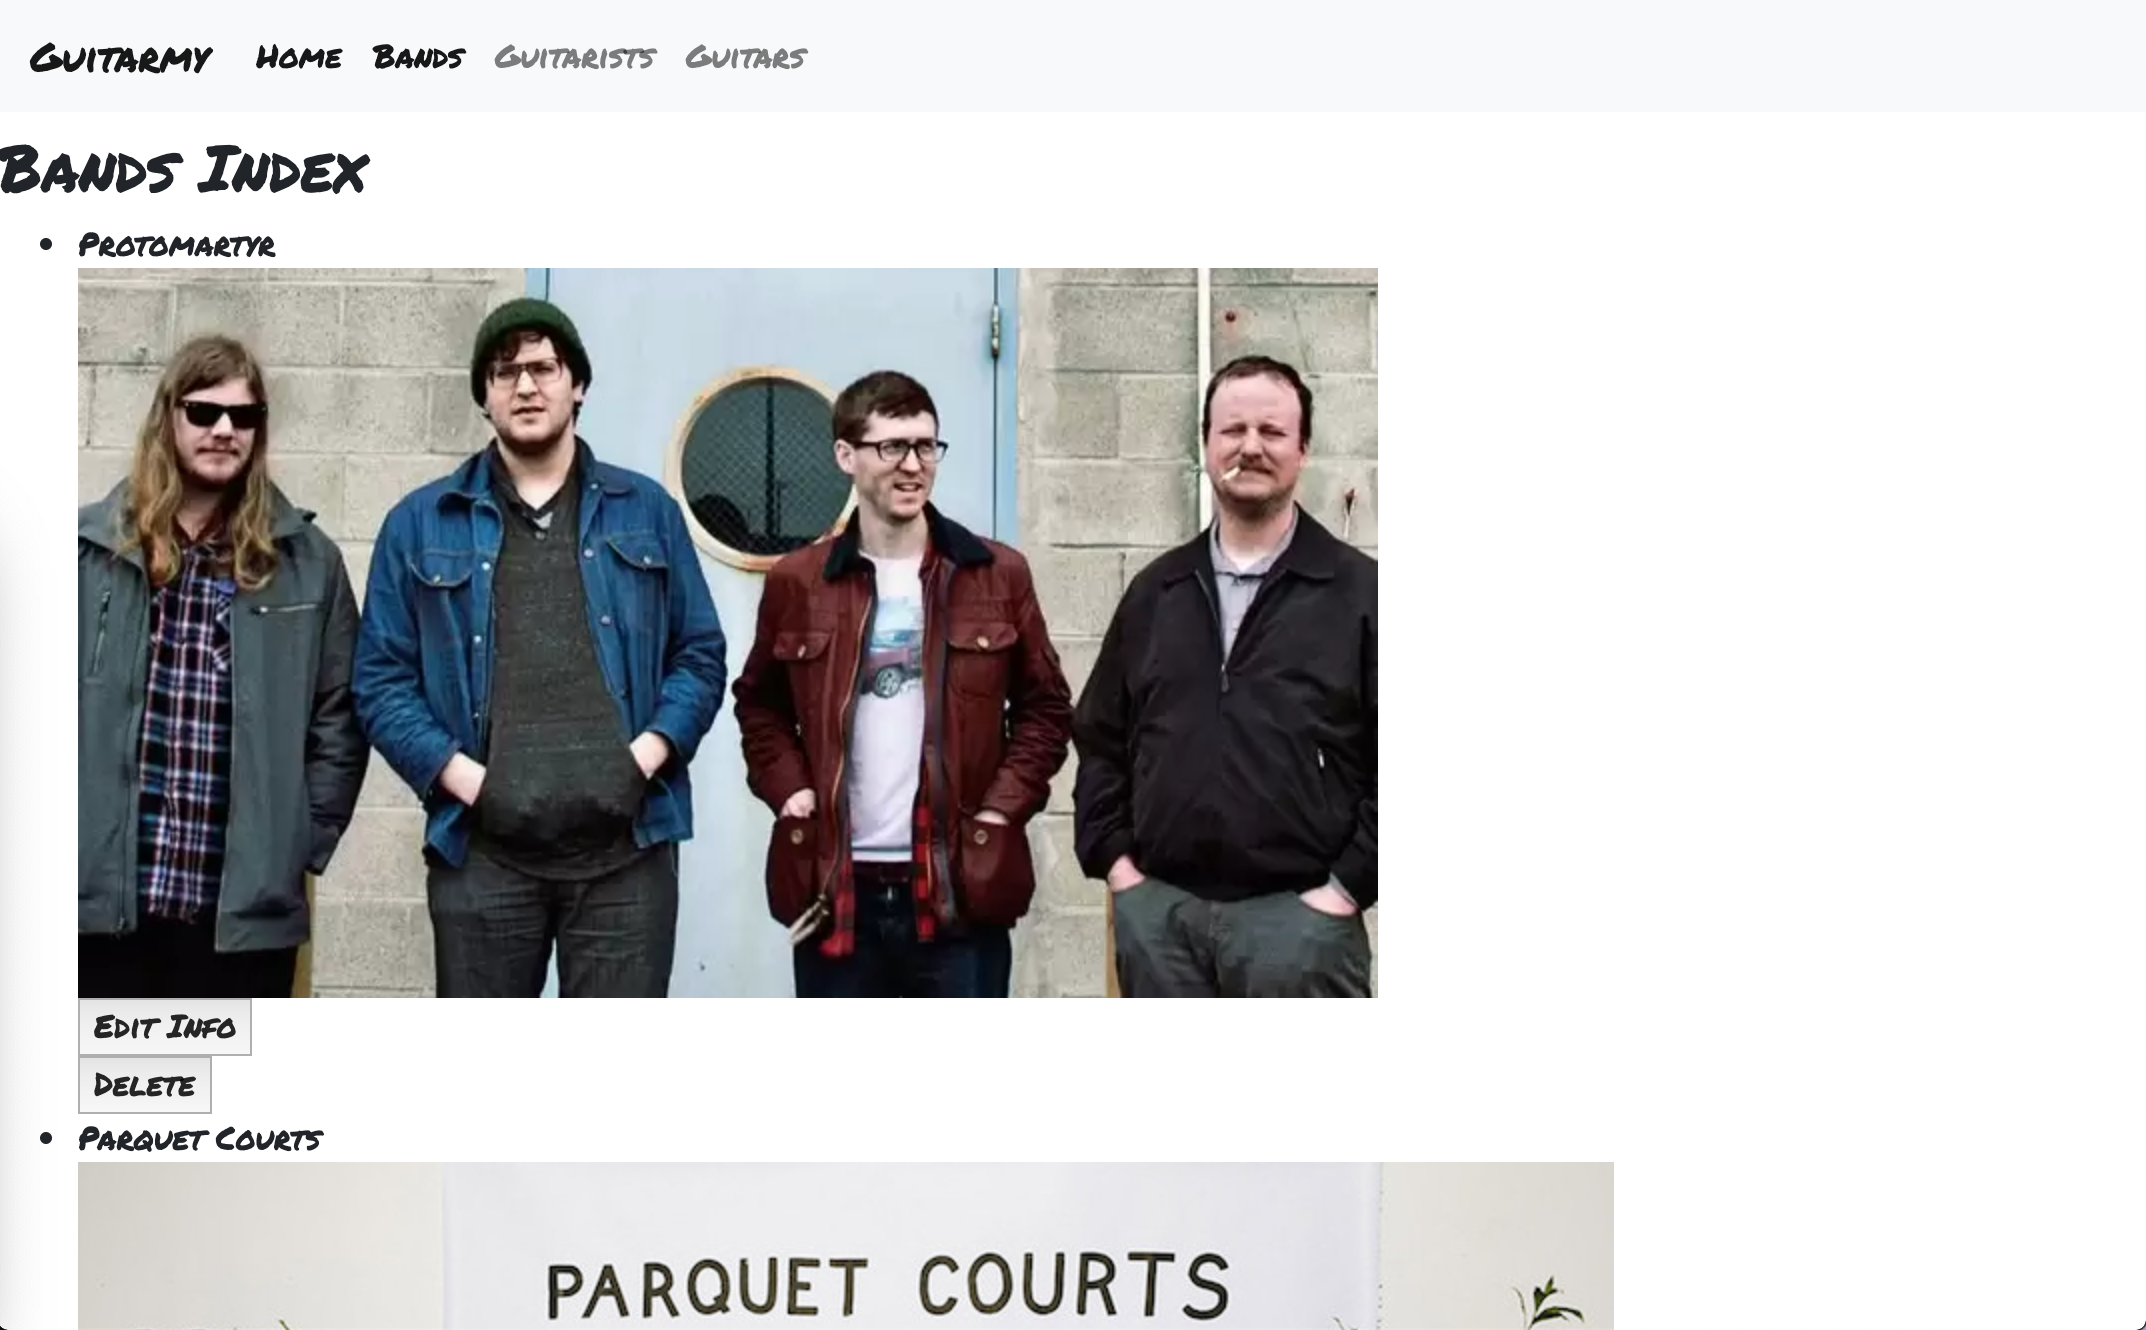 Guitarmy Home Bands Guitarists Guitars
Bands Index
Protomartyr
Edit Info
Delete
Parquet Courts
PARQUET COURTS